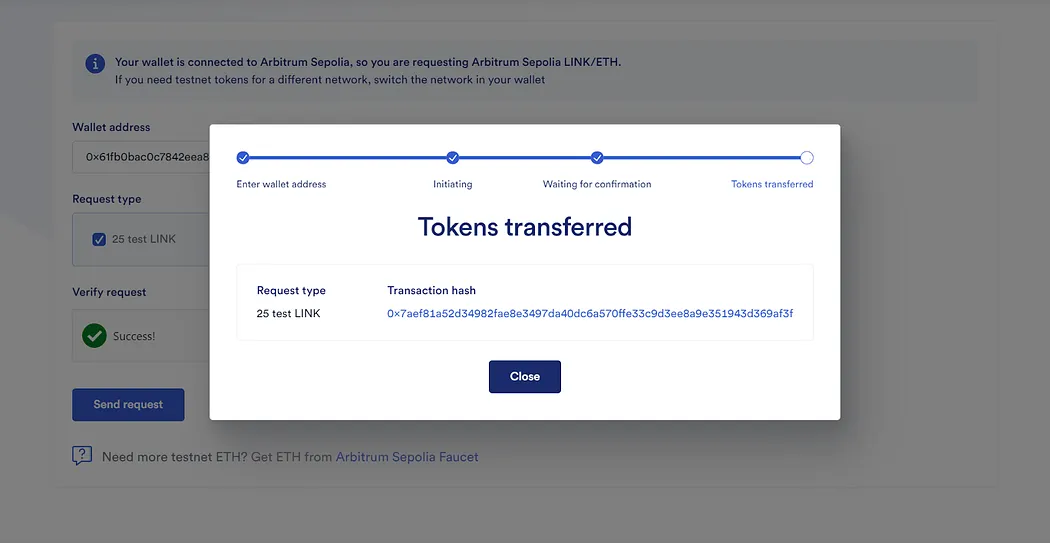 Your wallet is connected to Arbitrum Sepolia, so you are requesting Arbitrum Sepolia LINK/ETH.
If you need testnet tokens for a different network, switch the network in your wallet
Wallet address
0x61fb0bac0c7842eea8
Request type
25 test LINK
Verify request
Success!
Send request
Need more testnet ETH? Get ETH from Arbitrum Sepolia Faucet
Enter wallet address
Initiating
Waiting for confirmation
Tokens transferred
Tokens transferred
Request type Transaction hash
25 test LINK 0x7aef81a52d34982fae8e3497da40dc6a570ffe33c9d3ee8a9e351943d369af3f
Close